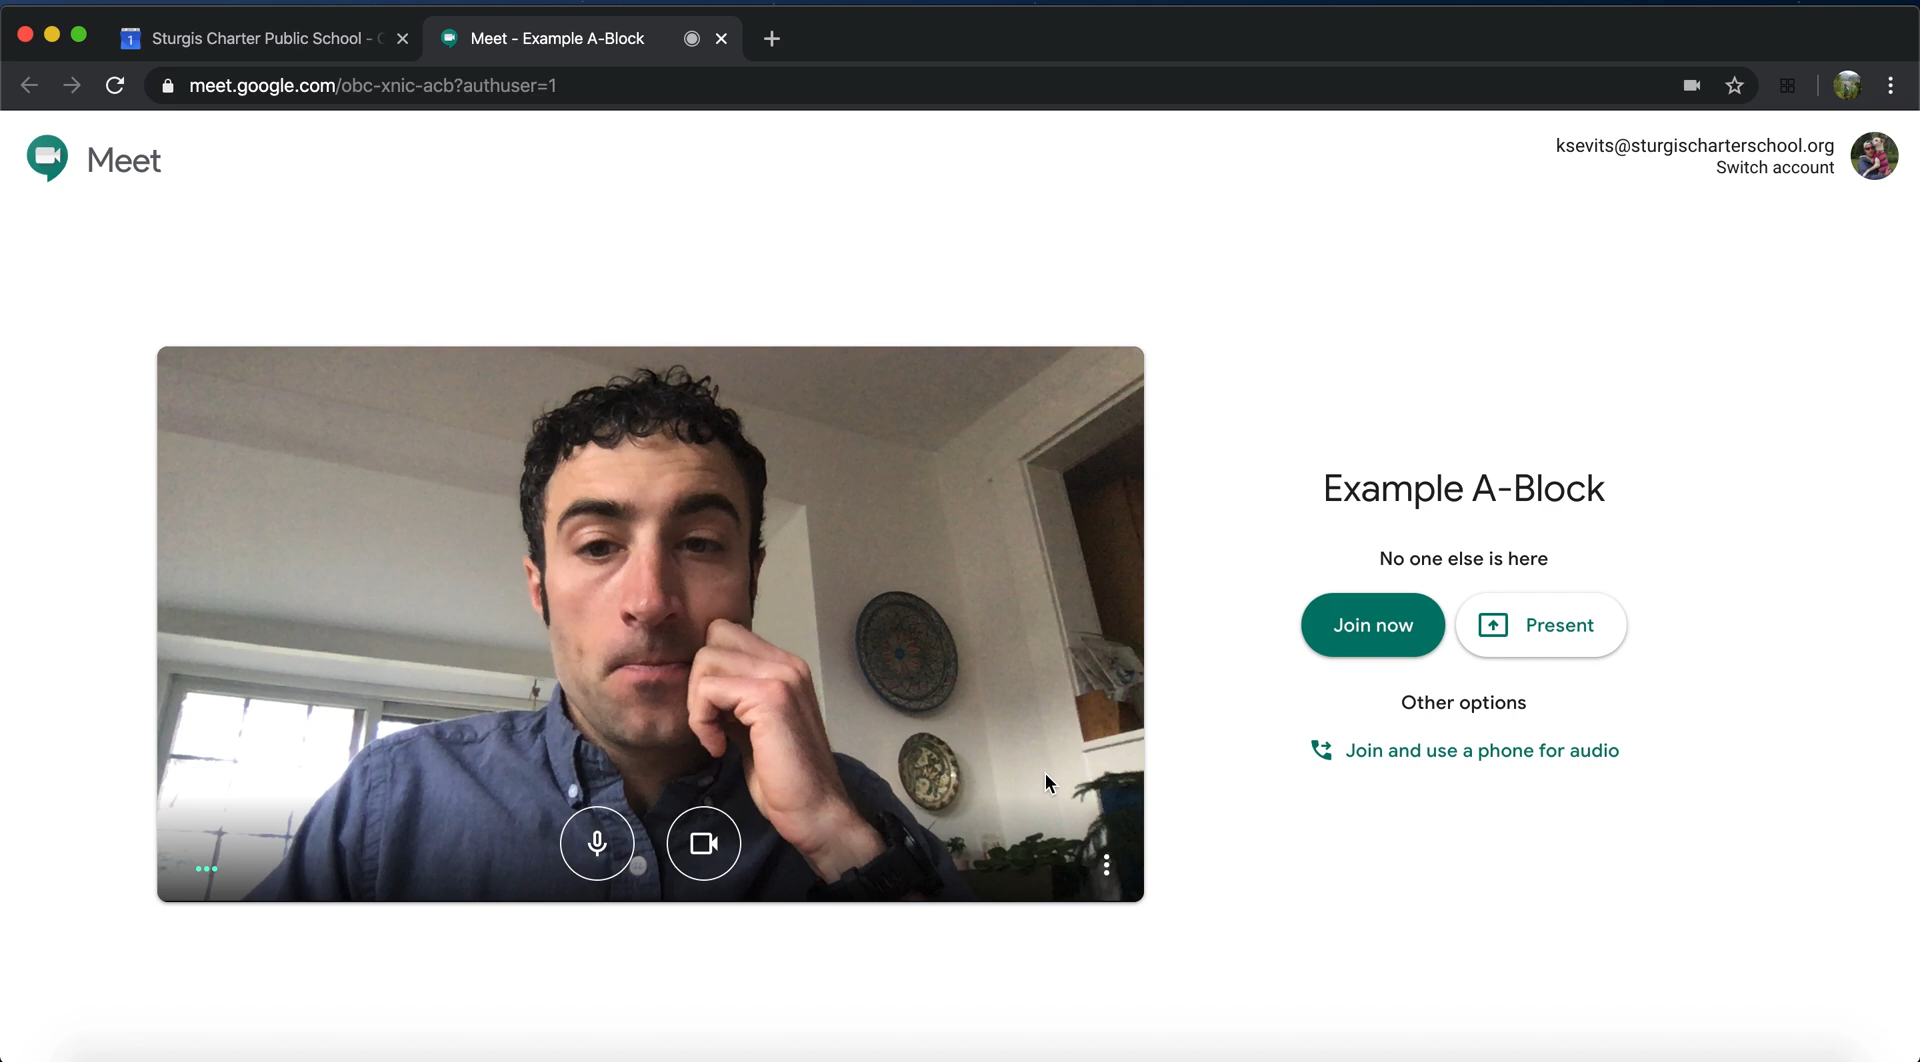 Sturgis Charter Public School -
Meet - Example A-Block
meet.google.com/obc-xnic-acb?authuser=1
Meet
ksevits@sturgischarterschool.org
Switch account
Example A-Block
No one else is here
Join now
Present
Other options
Join and use a phone for audio
1